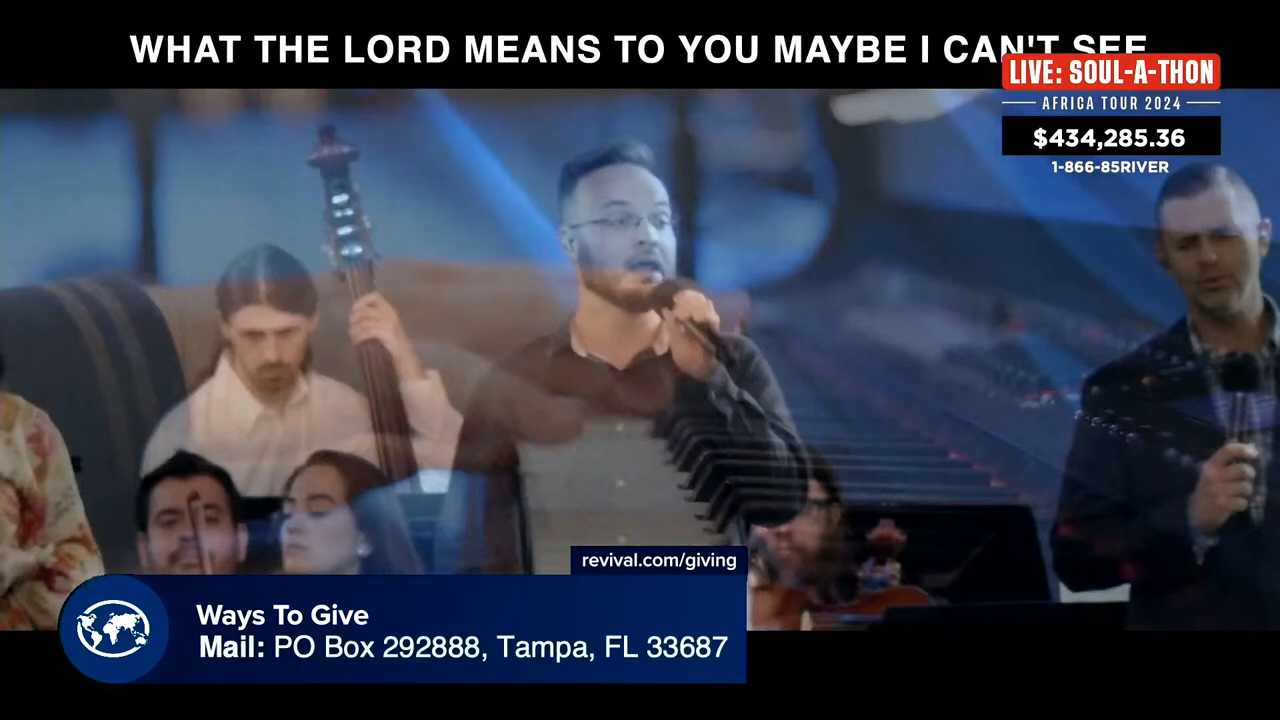 WHAT THE LORD MEANS TO YOU MAYBE I CAN'T SEE
LIVE: SOUL-A-THON
AFRICA TOUR 2024
$434,285.36
1-866-85RIVER
revival.com/giving
Ways To Give
Mail: PO Box 292888, Tampa, FL 33687